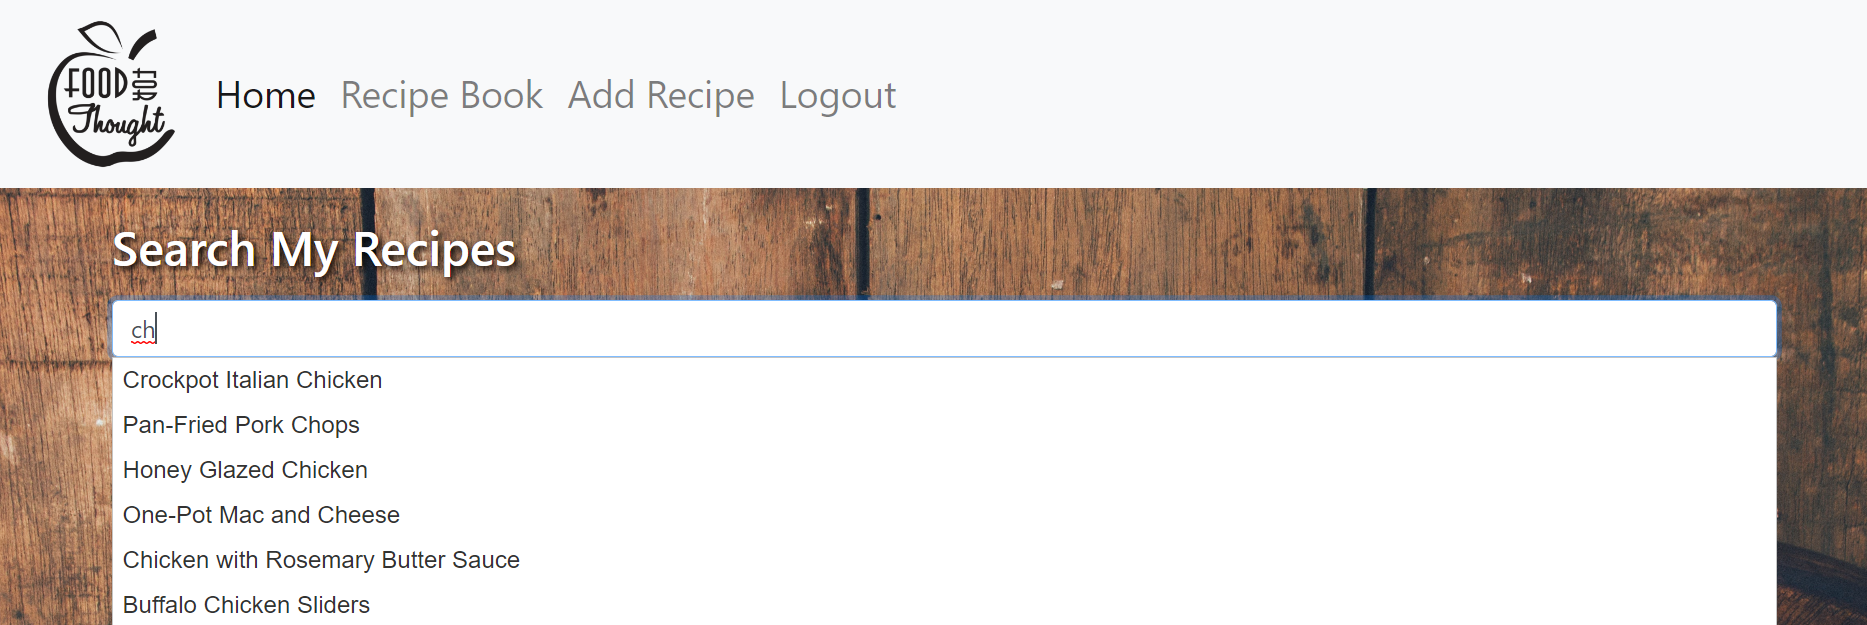 FOOD for
Thought
Home Recipe Book Add Recipe Logout
Search My Recipes
ch
Crockpot Italian Chicken
Pan-Fried Pork Chops
Honey Glazed Chicken
One-Pot Mac and Cheese
Chicken with Rosemary Butter Sauce
Buffalo Chicken Sliders